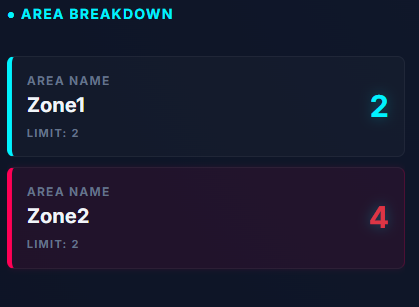 AREA BREAKDOWN
AREA NAME
Zone1
2
LIMIT: 2
AREA NAME
Zone2
4
LIMIT: 2